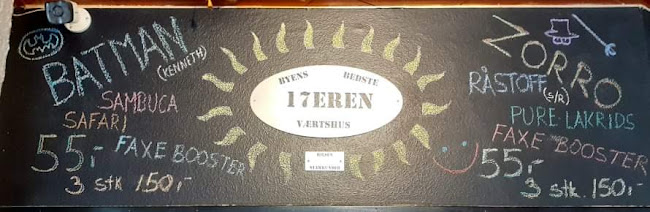 BATMAN
(KENNETH)
SAMBUCA
SAFARI
55,- FAXE BOOSTER
3 stk 150,-
BYENS BEDSTE
17EREN
VÆRTSHUS
ZORRO
RÅSTOFF (S/R)
PURE LAKRIDS
FAXE BOOSTER
55,-
3 stk. 150,-